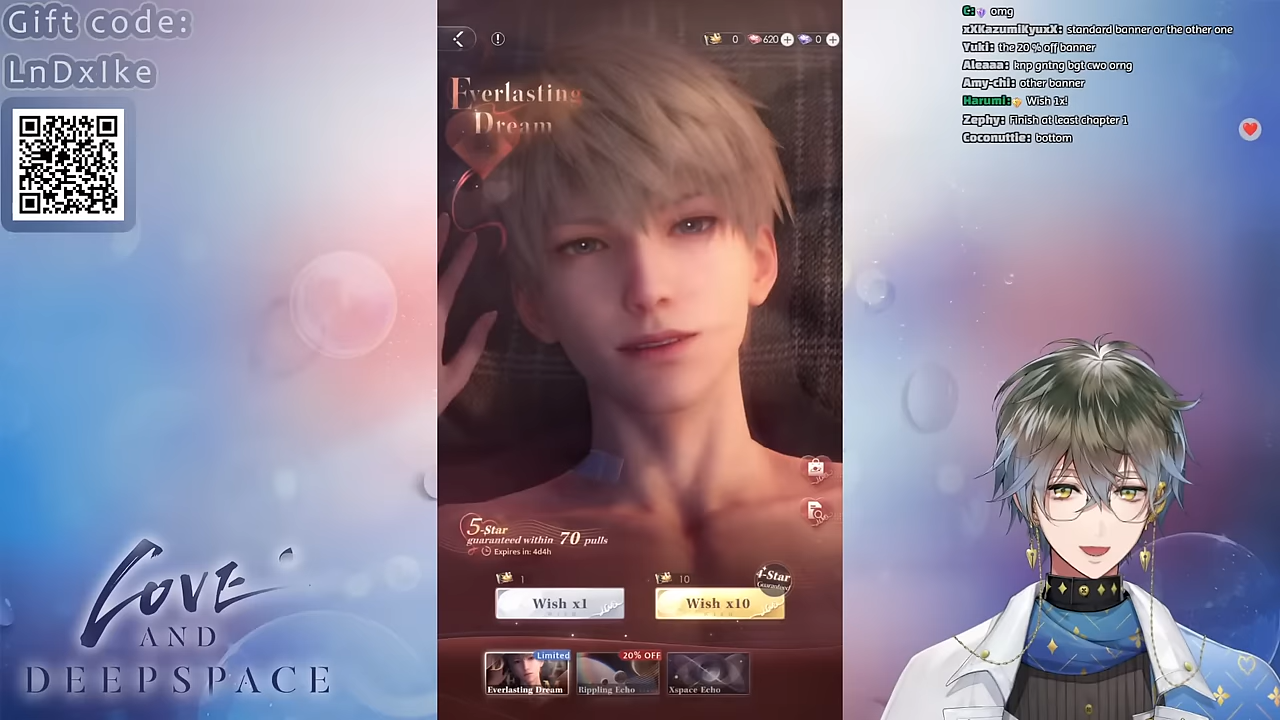 Gift code:
LnDxIke
LOVE
AND
DEEPSPACE
0
620
0
Everlasting
Dream
5-Star
guaranteed within 70 pulls
Expires in: 4d4h
1
10
4-Star
Guaranteed
Wish x1
Wish x10
Limited
Everlasting Dream
20% OFF
Rippling Echo
Xspace Echo
C: omg
xXKazumiKyuxX: standard banner or the other one
Yuki: the 20 % off banner
Aleaaa: knp gntng bgt cwo orng
Amy-chi: other banner
Harumi: Wish 1x!
Zephy: Finish at least chapter 1
Coconuttie: bottom